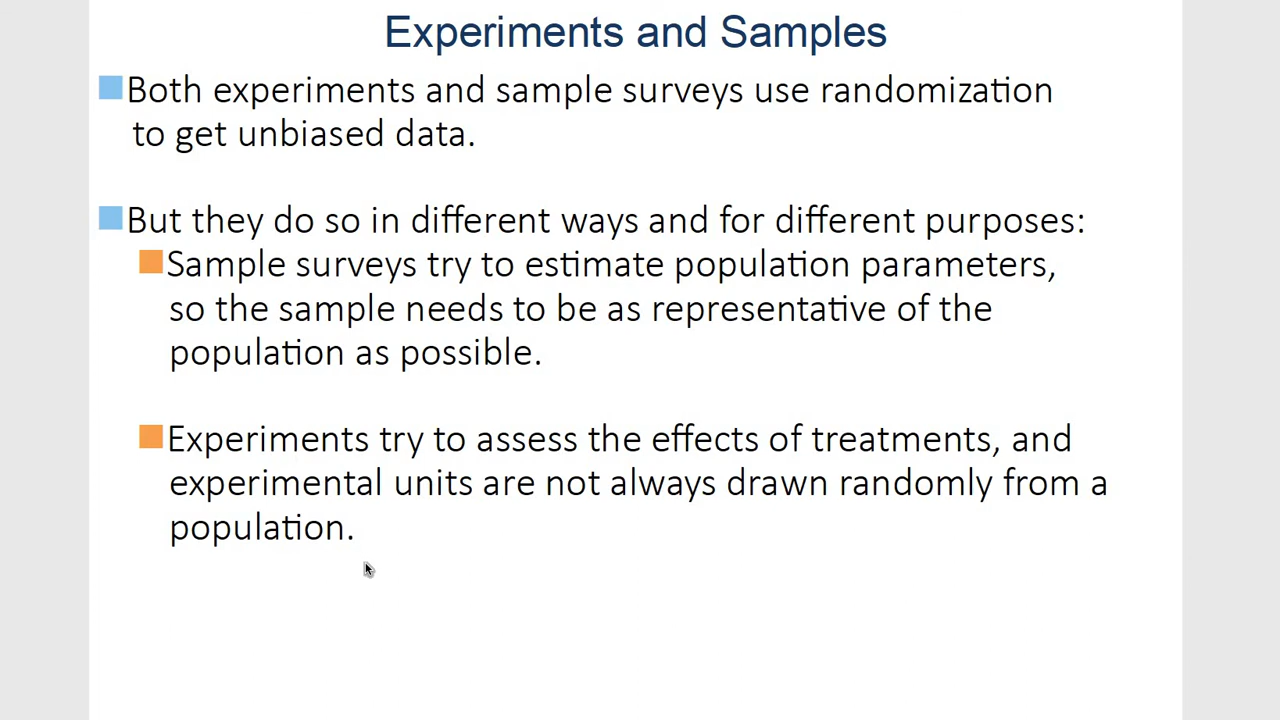 Experiments and Samples
Both experiments and sample surveys use randomization
to get unbiased data.
But they do so in different ways and for different purposes:
Sample surveys try to estimate population parameters,
so the sample needs to be as representative of the
population as possible.
Experiments try to assess the effects of treatments, and
experimental units are not always drawn randomly from a
population.